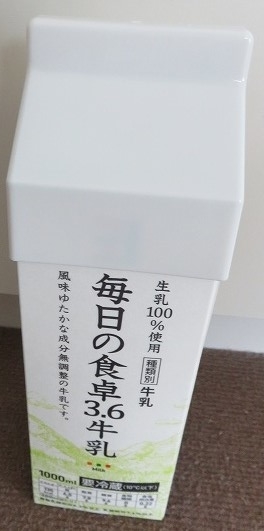 生乳100%使用
種類別 牛乳
毎日の食卓3.6牛乳
Milk
風味ゆたかな成分無調整の牛乳です。
1000ml 要冷蔵(10℃以下)